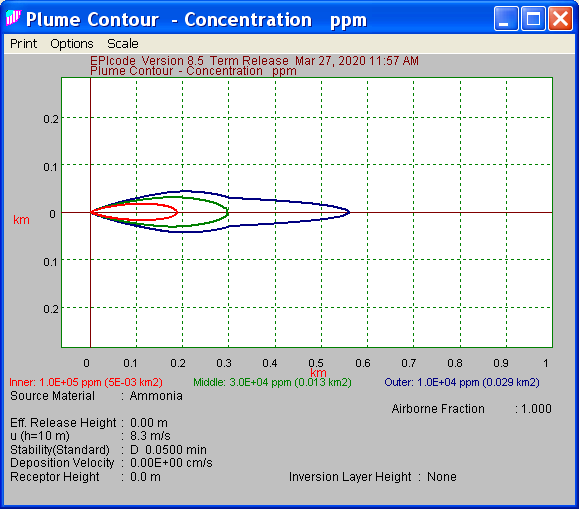 Plume Contour - Concentration ppm
Print Options Scale
EPIcode Version 8.5 Term Release Mar 27, 2020 11:57 AM
Plume Contour - Concentration ppm
0.2
0.1
km 0
0.1
0.2
0 0.1 0.2 0.3 0.4 0.5 0.6 0.7 0.8 0.9 1
km
Inner: 1.0E+05 ppm (5E-03 km2) Middle: 3.0E+04 ppm (0.013 km2) Outer: 1.0E+04 ppm (0.029 km2)
Source Material : Ammonia
Airborne Fraction : 1.000
Eff. Release Height : 0.00 m
u (h=10 m) : 8.3 m/s
Stability(Standard) : D 0.0500 min
Deposition Velocity : 0.00E+00 cm/s
Receptor Height : 0.0 m Inversion Layer Height : None